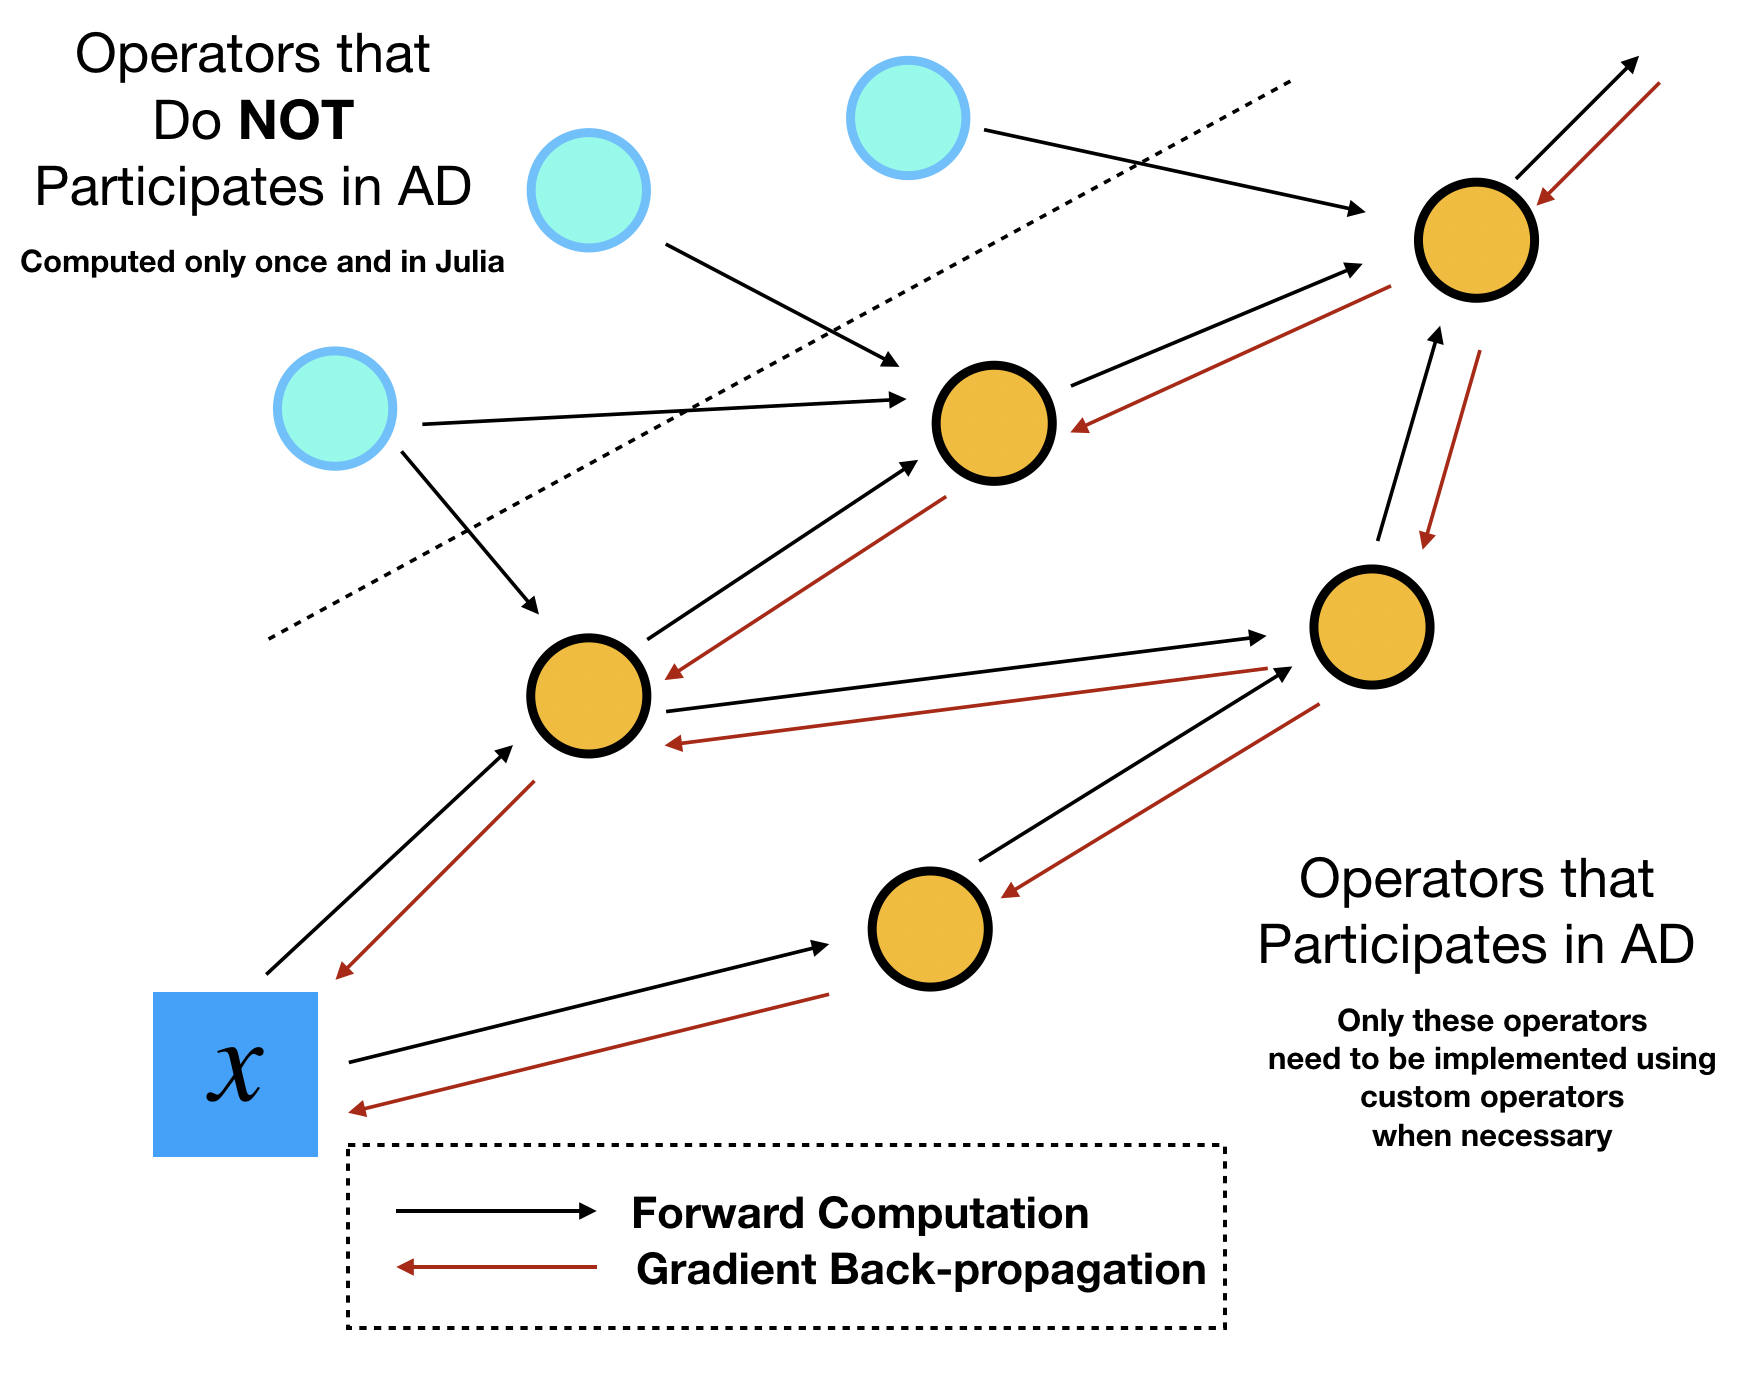 Operators that
Do NOT
Participates in AD
Computed only once and in Julia
x
Operators that
Participates in AD
Only these operators
need to be implemented using
custom operators
when necessary
Forward Computation
Gradient Back-propagation